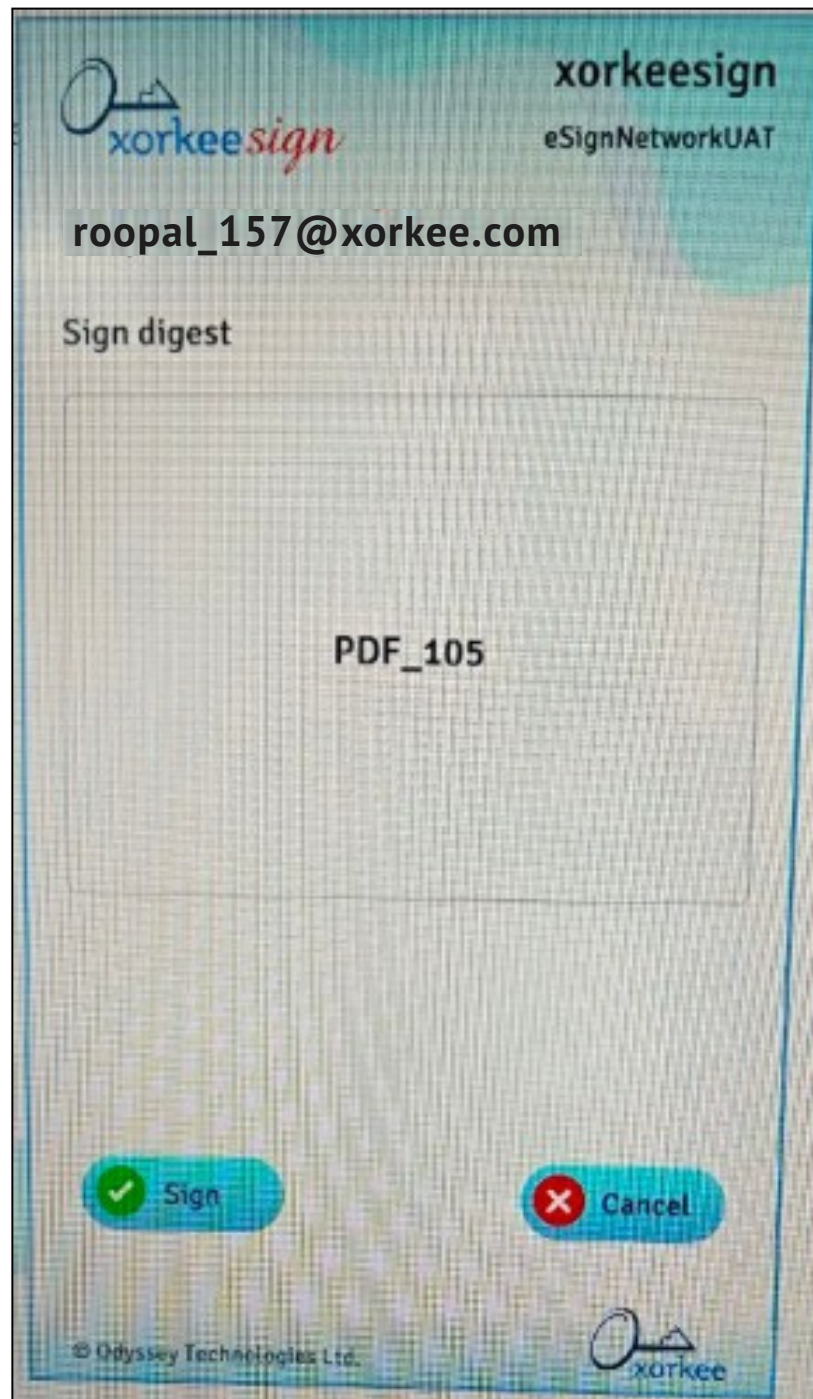 xorkeesign
xorkeesign
eSignNetworkUAT
roopal_157@xorkee.com
Sign digest
PDF_105
Sign
Cancel
© Odyssey Technologies Ltd.
xorkee